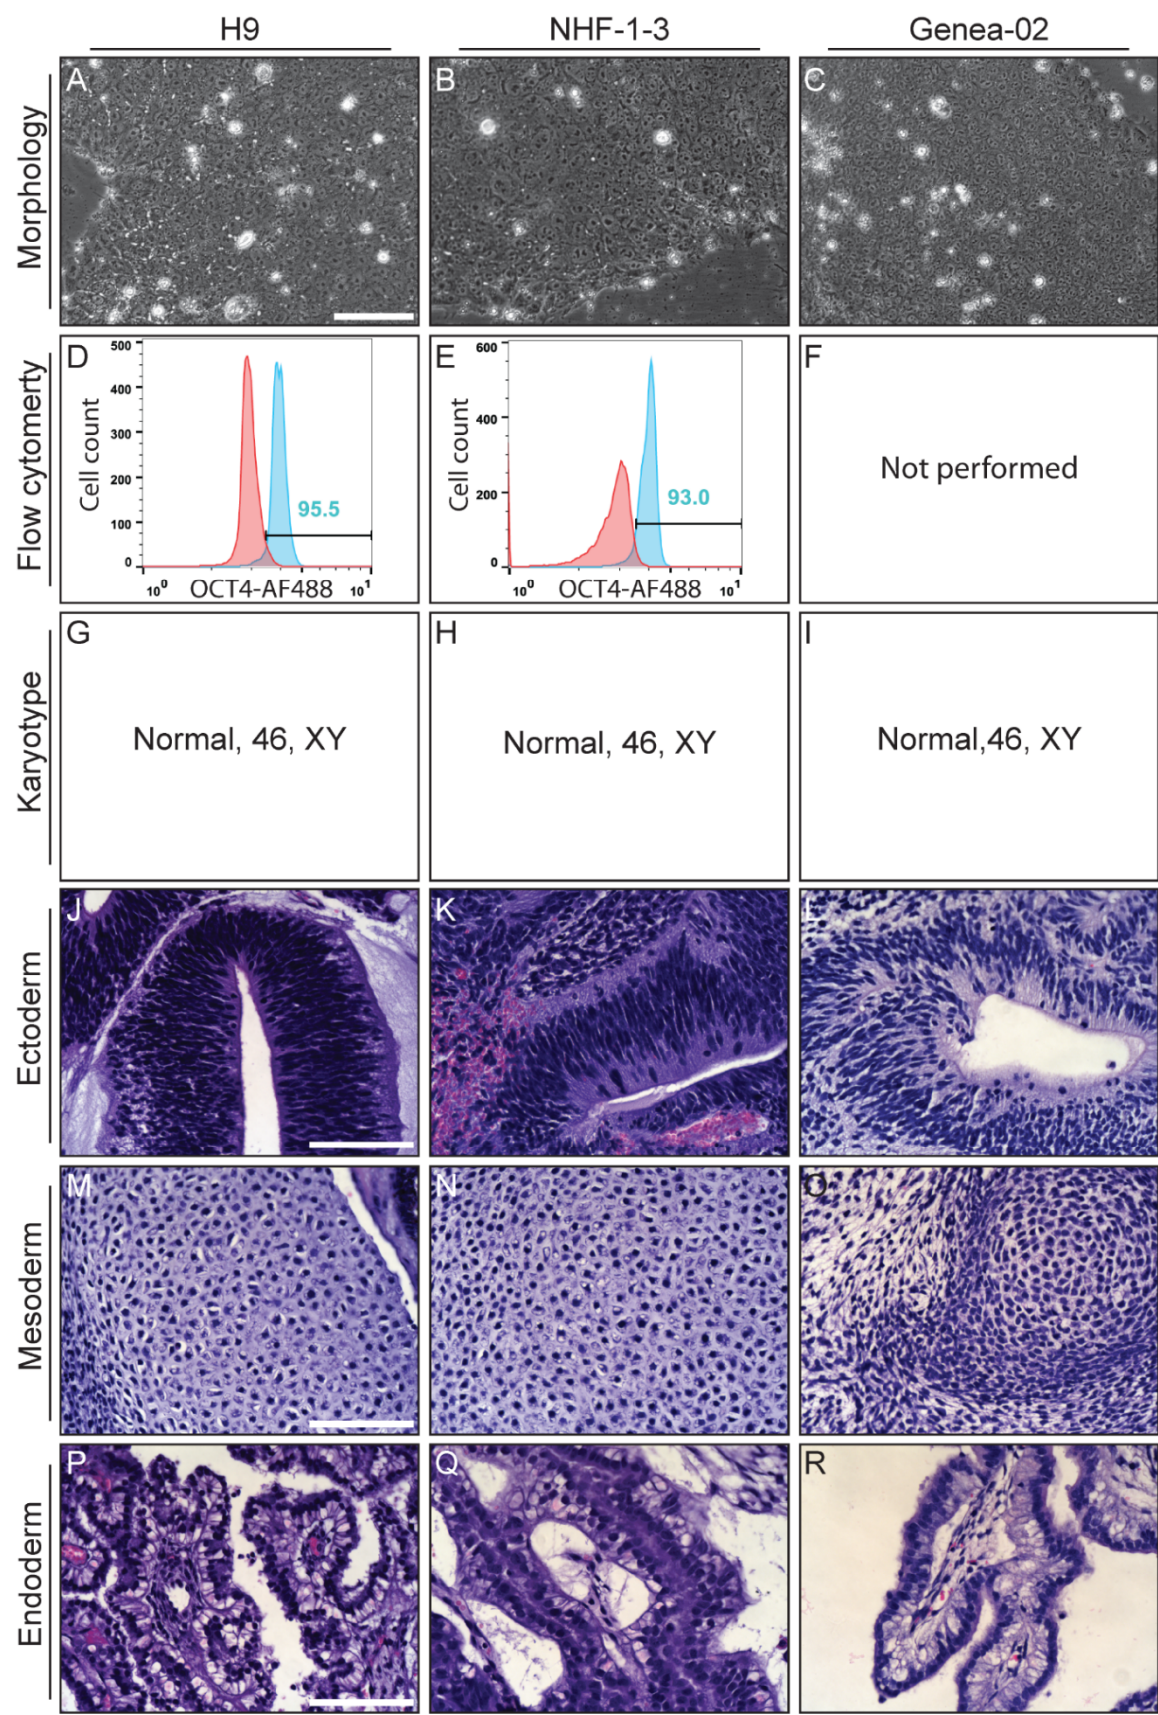 H9 NHF-1-3 Genea-02
Morphology
A B C
Flow cytomerty
D
500
400
300
200
100
0
Cell count
95.5
10⁰ OCT4-AF488 10¹
E
600
400
200
0
Cell count
93.0
10⁰ OCT4-AF488 10¹
F
Not performed
Karyotype
G
Normal, 46, XY
H
Normal, 46, XY
I
Normal,46, XY
Ectoderm
J K L
Mesoderm
M N O
Endoderm
P Q R